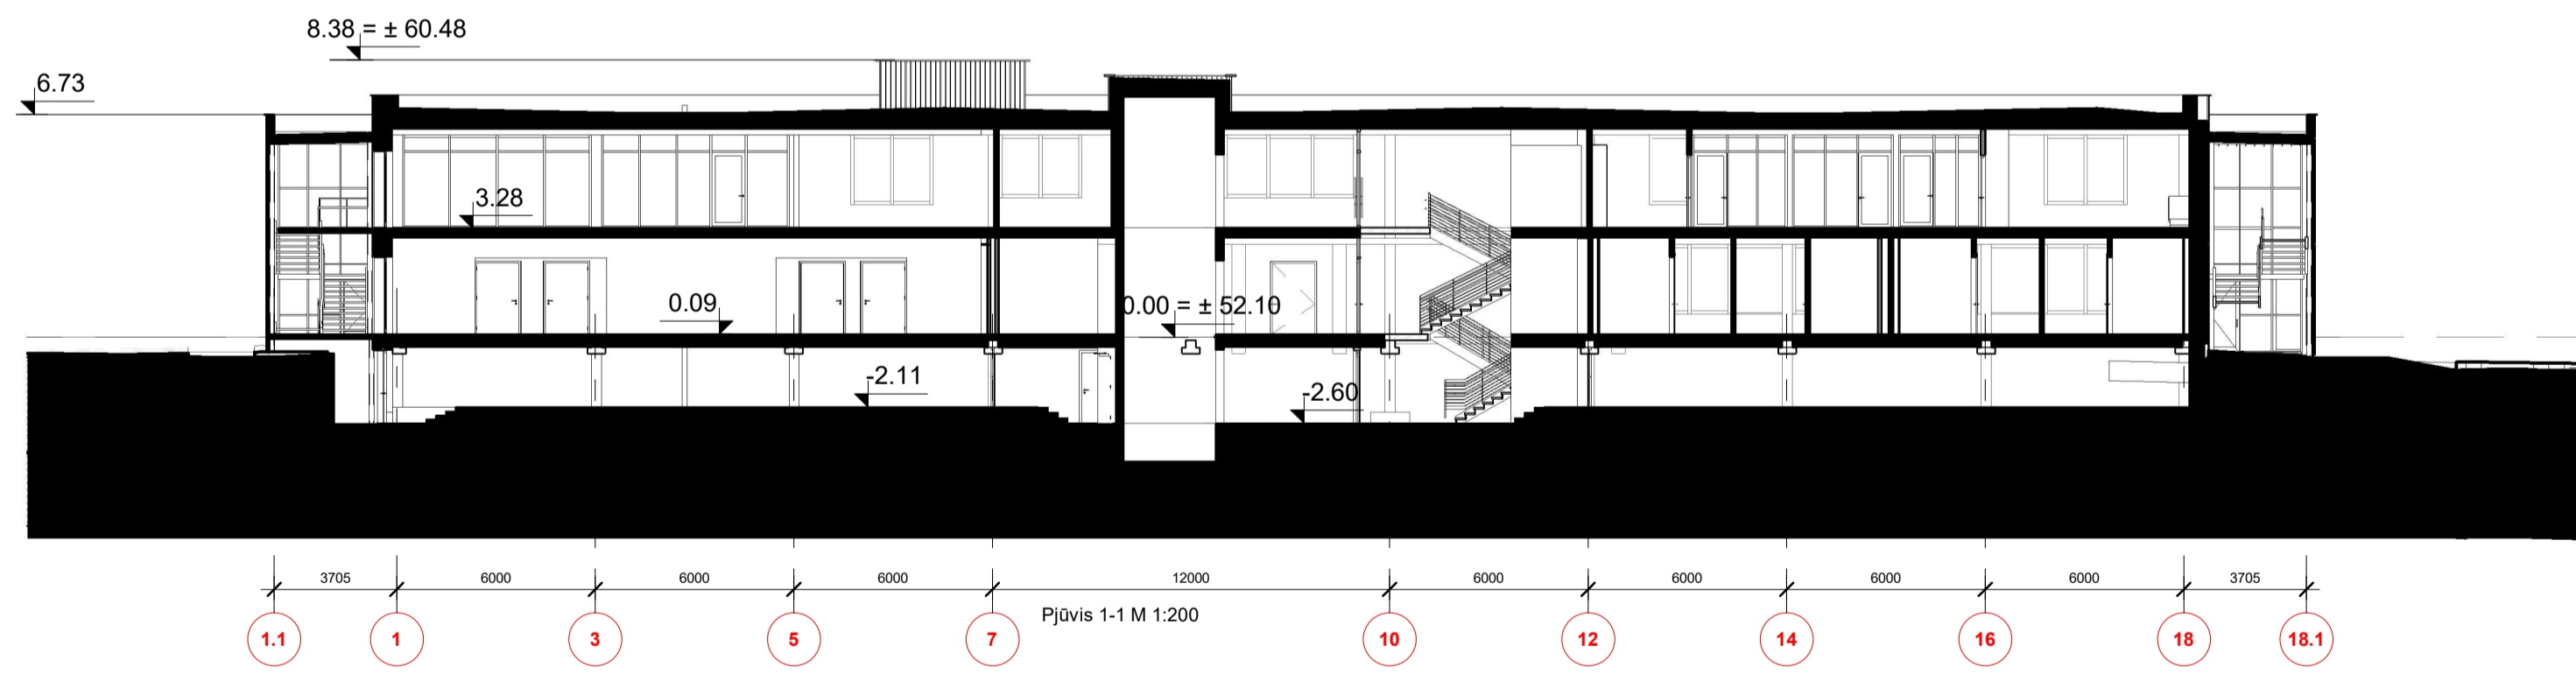 8.38 = ± 60.48
6.73
3.28
0.09
0.00 = ± 52.10
-2.11
-2.60
3705 6000 6000 6000 12000 6000 6000 6000 6000 3705
Pjūvis 1-1 M 1:200
1.1 1 3 5 7 10 12 14 16 18 18.1